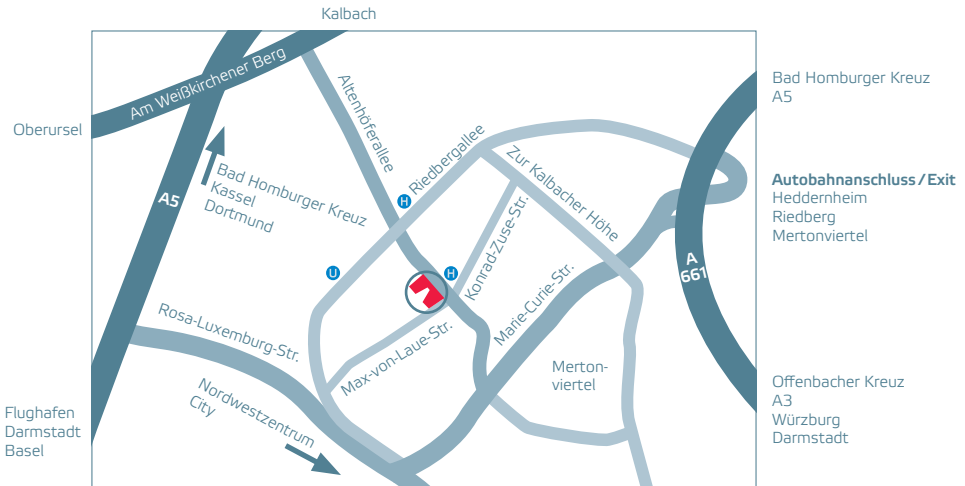 Kalbach
Am Weißkirchener Berg
Oberursel
Altenhöferallee
Riedbergallee
Zur Kalbacher Höhe
Bad Homburger Kreuz
A5
Autobahnanschluss / Exit
Heddernheim
Riedberg
Mertonviertel
A5
Bad Homburger Kreuz
Kassel
Dortmund
H
U
H
Konrad-Zuse-Str.
Marie-Curie-Str.
A
661
Rosa-Luxemburg-Str.
Max-von-Laue-Str.
Merton-
viertel
Nordwestzentrum
City
Flughafen
Darmstadt
Basel
Offenbacher Kreuz
A3
Würzburg
Darmstadt